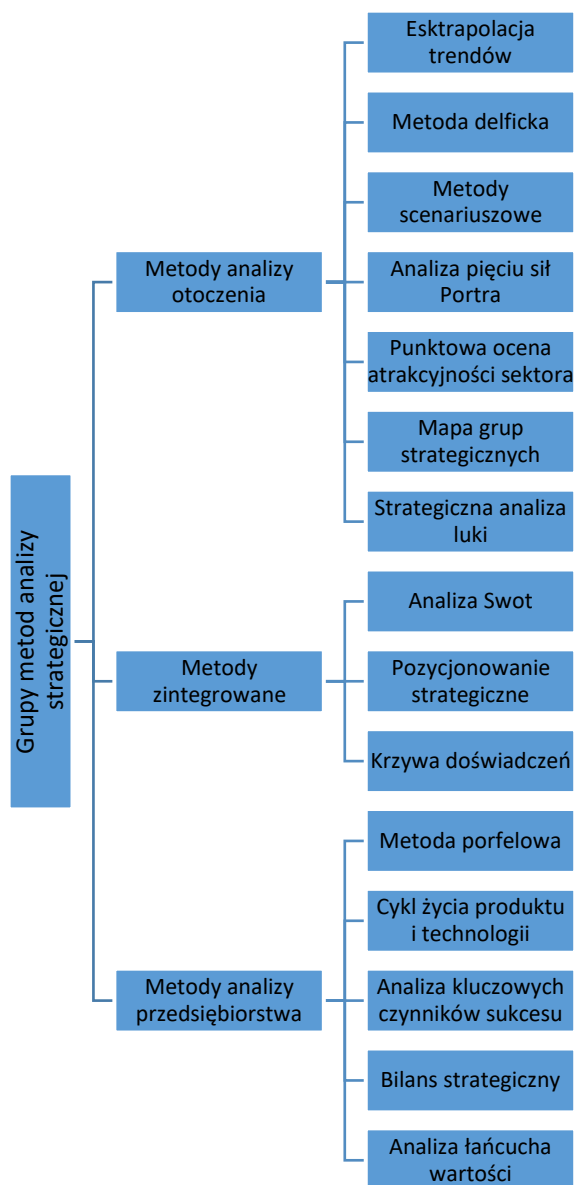 Grupy metod analizy
strategicznej
Metody analizy
otoczenia
Esktrapolacja
trendów
Metoda delficka
Metody
scenariuszowe
Analiza pięciu sił
Portra
Punktowa ocena
atrakcyjności sektora
Mapa grup
strategicznych
Strategiczna analiza
luki
Metody
zintegrowane
Analiza Swot
Pozycjonowanie
strategiczne
Krzywa doświadczeń
Metody analizy
przedsiębiorstwa
Metoda porfelowa
Cykl życia produktu
i technologii
Analiza kluczowych
czynników sukcesu
Bilans strategiczny
Analiza łańcucha
wartości